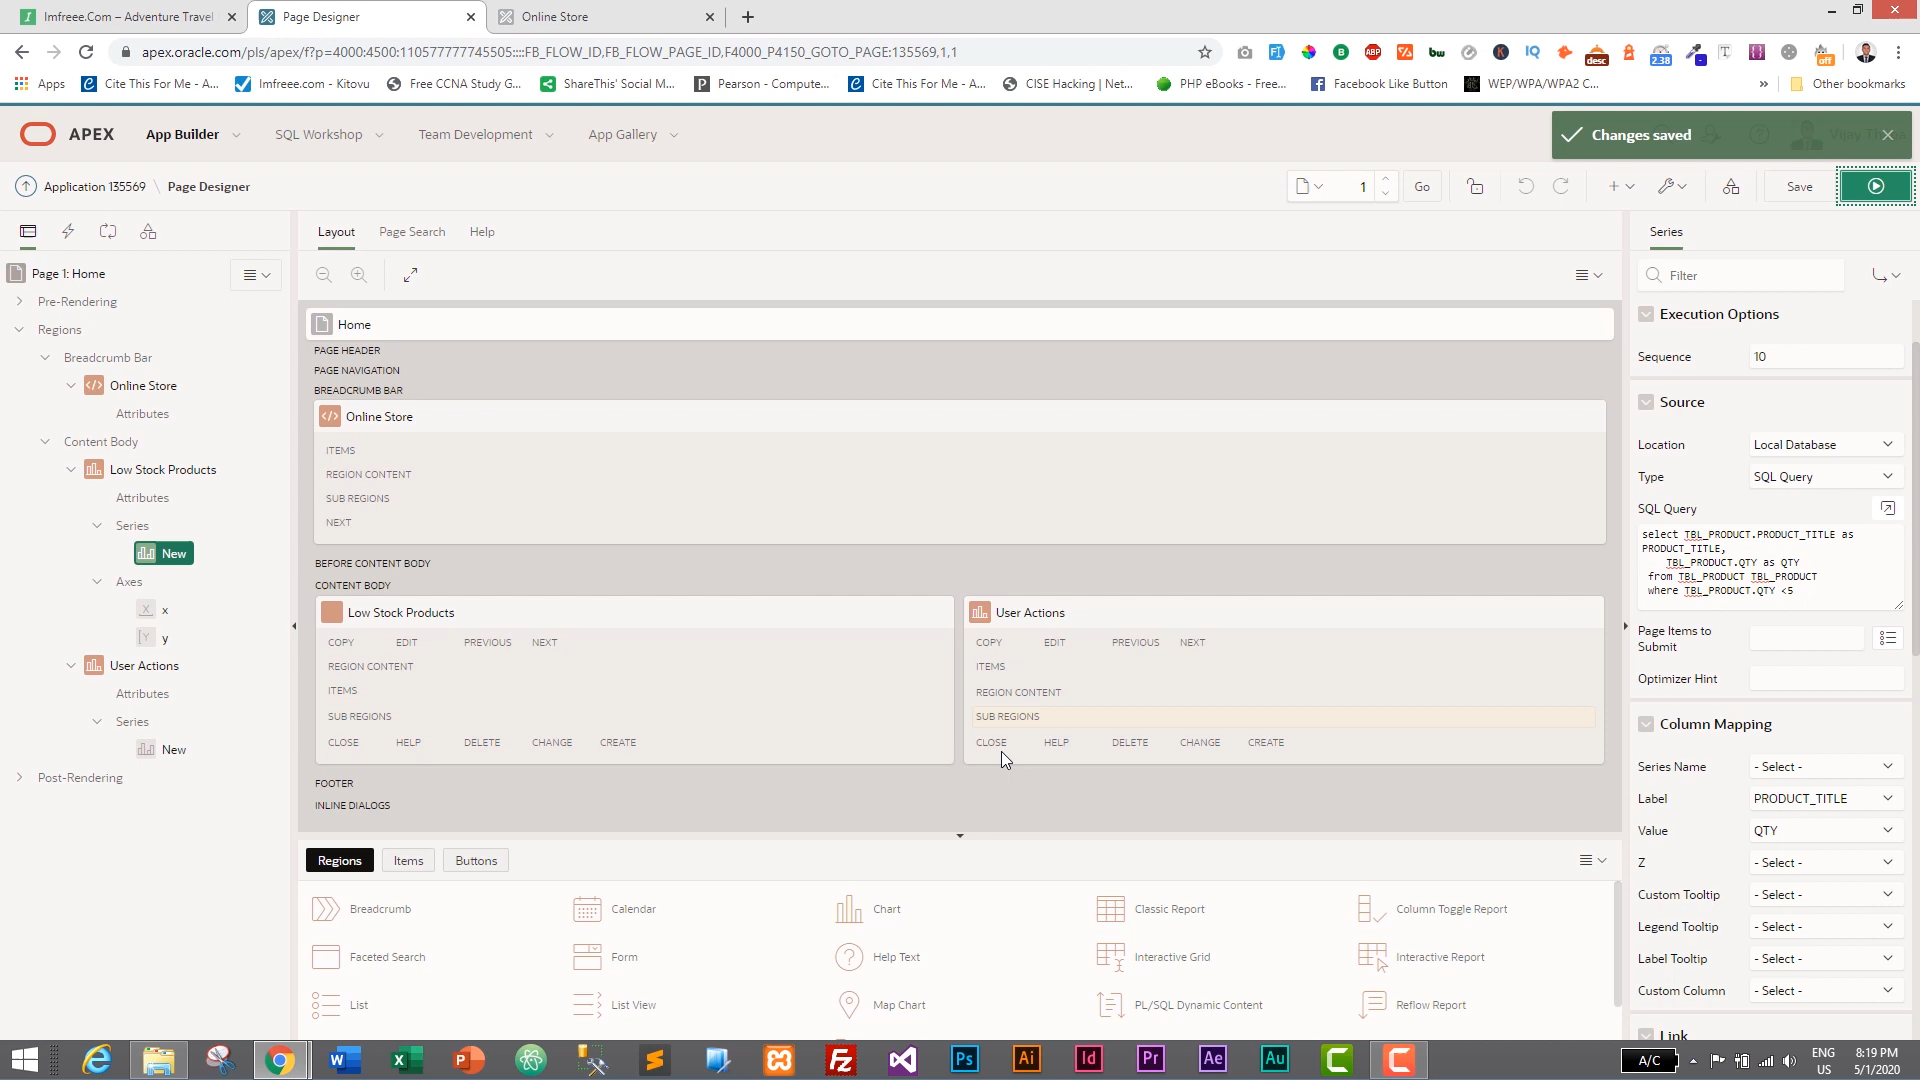 Imfreee.Com – Adventure Travel
Page Designer
Online Store
apex.oracle.com/pls/apex/f?p=4000:4500:110577777745505::::FB_FLOW_ID,FB_FLOW_PAGE_ID,F4000_P4150_GOTO_PAGE:135569,1,1
Apps
Cite This For Me - A...
Imfreee.com - Kitovu
Free CCNA Study G...
ShareThis' Social M...
Pearson - Compute...
Cite This For Me - A...
CISE Hacking | Net...
PHP eBooks - Free...
Facebook Like Button
WEP/WPA/WPA2 C...
Other bookmarks
APEX
App Builder
SQL Workshop
Team Development
App Gallery
Changes saved
Application 135569 \ Page Designer
1
Go
Save
Layout
Page Search
Help
Series
Page 1: Home
Pre-Rendering
Regions
Breadcrumb Bar
Online Store
Attributes
Content Body
Low Stock Products
Attributes
Series
New
Axes
x
y
User Actions
Attributes
Series
New
Post-Rendering
Home
PAGE HEADER
PAGE NAVIGATION
BREADCRUMB BAR
Online Store
ITEMS
REGION CONTENT
SUB REGIONS
NEXT
BEFORE CONTENT BODY
CONTENT BODY
Low Stock Products
COPY EDIT PREVIOUS NEXT
REGION CONTENT
ITEMS
SUB REGIONS
CLOSE HELP DELETE CHANGE CREATE
User Actions
COPY EDIT PREVIOUS NEXT
ITEMS
REGION CONTENT
SUB REGIONS
CLOSE HELP DELETE CHANGE CREATE
FOOTER
INLINE DIALOGS
Regions
Items
Buttons
Breadcrumb
Calendar
Chart
Classic Report
Column Toggle Report
Faceted Search
Form
Help Text
Interactive Grid
Interactive Report
List
List View
Map Chart
PL/SQL Dynamic Content
Reflow Report
Filter
Execution Options
Sequence 10
Source
Location Local Database
Type SQL Query
SQL Query
select TBL_PRODUCT.PRODUCT_TITLE as
PRODUCT_TITLE,
TBL_PRODUCT.QTY as QTY
from TBL_PRODUCT TBL_PRODUCT
where TBL_PRODUCT.QTY <5
Page Items to
Submit
Optimizer Hint
Column Mapping
Series Name - Select -
Label PRODUCT_TITLE
Value QTY
Z - Select -
Custom Tooltip - Select -
Legend Tooltip - Select -
Label Tooltip - Select -
Custom Column - Select -
Link
A/C
ENG
US
8:19 PM
5/1/2020